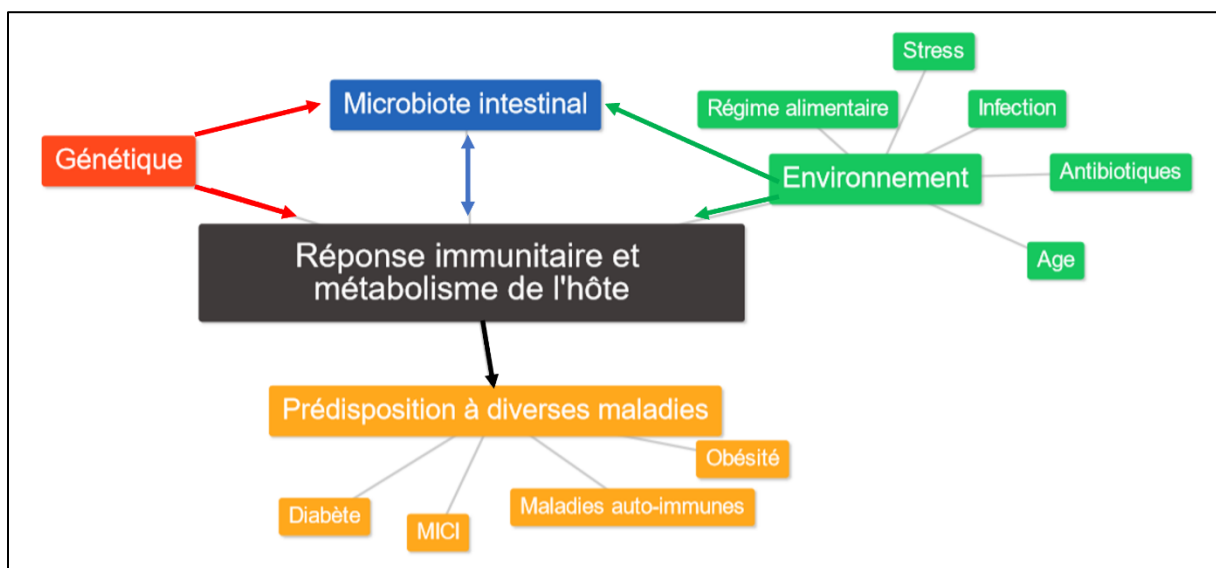 Stress
Microbiote intestinal
Régime alimentaire
Infection
Génétique
Environnement
Antibiotiques
Réponse immunitaire et
métabolisme de l'hôte
Age
Prédisposition à diverses maladies
Obésité
Diabète
MICI
Maladies auto-immunes